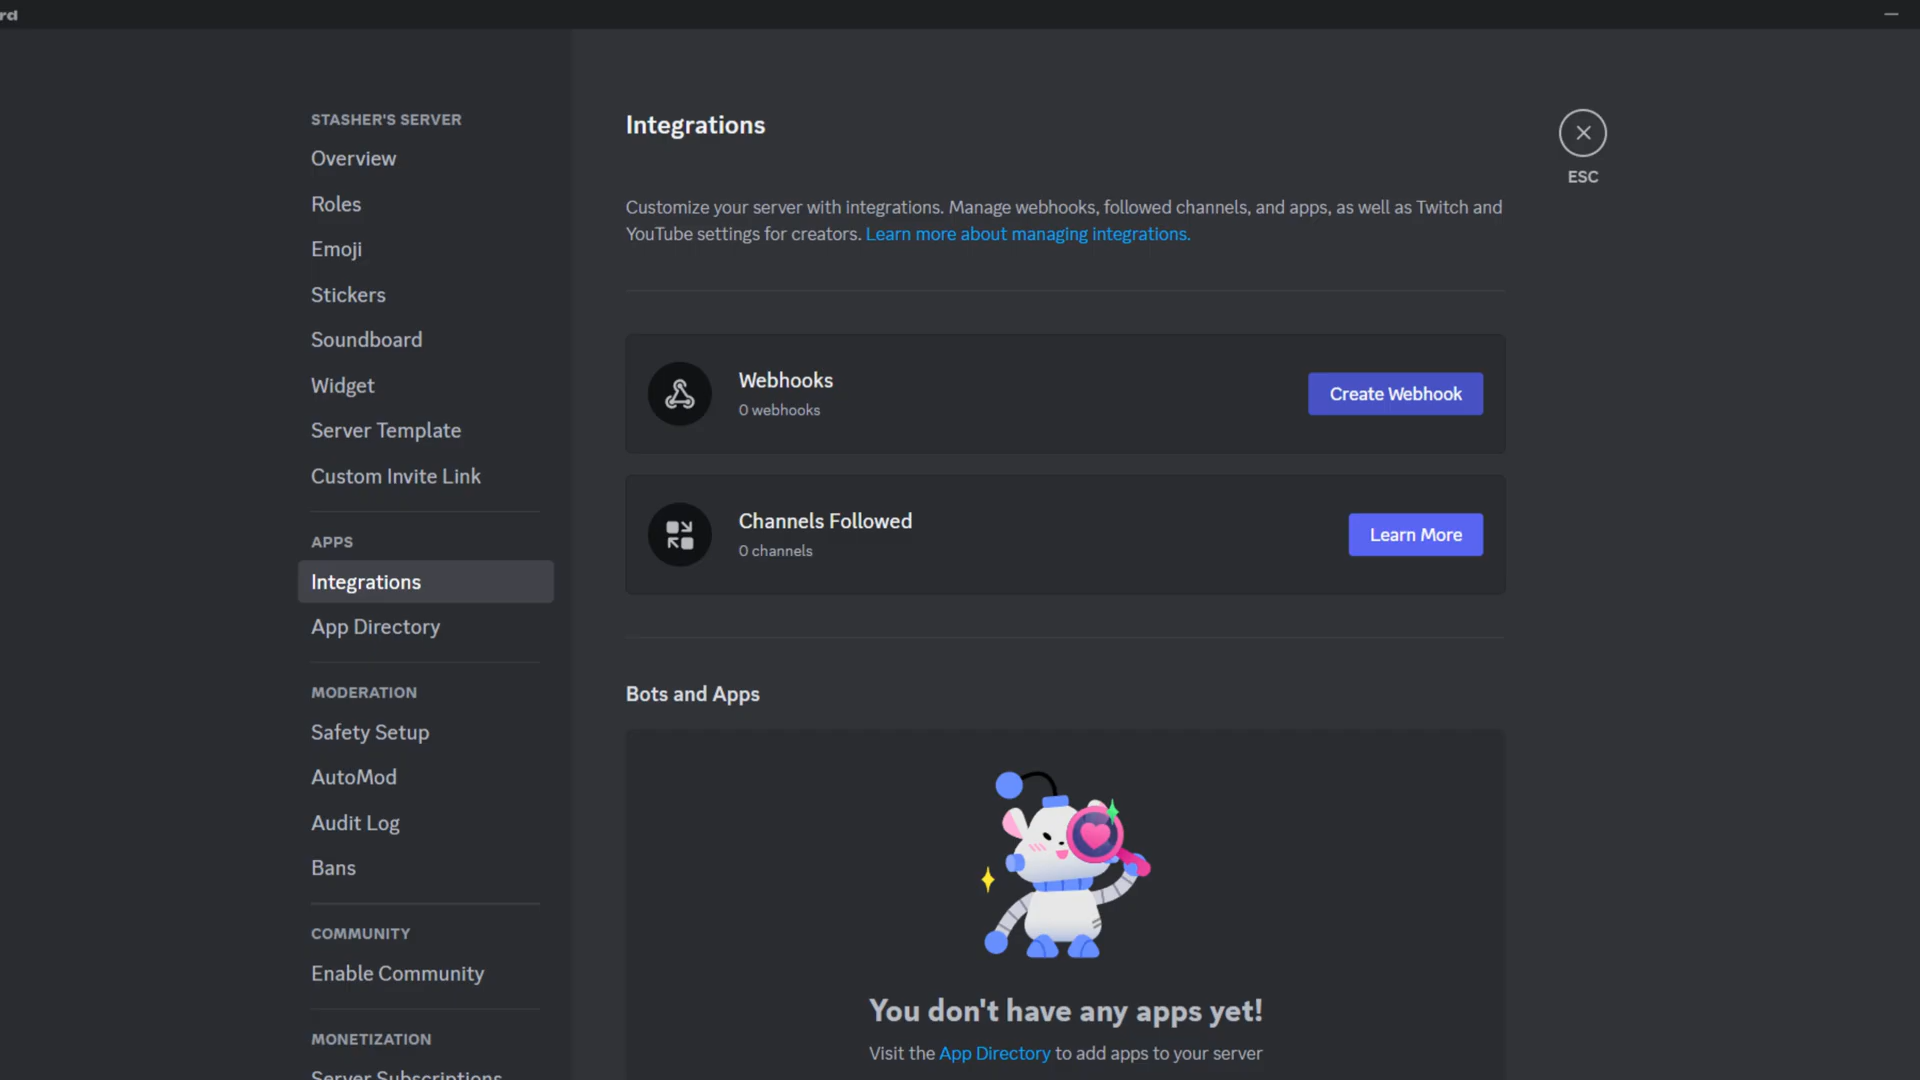 rd
STASHER'S SERVER
Overview
Roles
Emoji
Stickers
Soundboard
Widget
Server Template
Custom Invite Link
APPS
Integrations
App Directory
MODERATION
Safety Setup
AutoMod
Audit Log
Bans
COMMUNITY
Enable Community
MONETIZATION
Server Subscriptions
Integrations
ESC
Customize your server with integrations. Manage webhooks, followed channels, and apps, as well as Twitch and
YouTube settings for creators. Learn more about managing integrations.
Webhooks
0 webhooks
Create Webhook
Channels Followed
0 channels
Learn More
Bots and Apps
You don't have any apps yet!
Visit the App Directory to add apps to your server